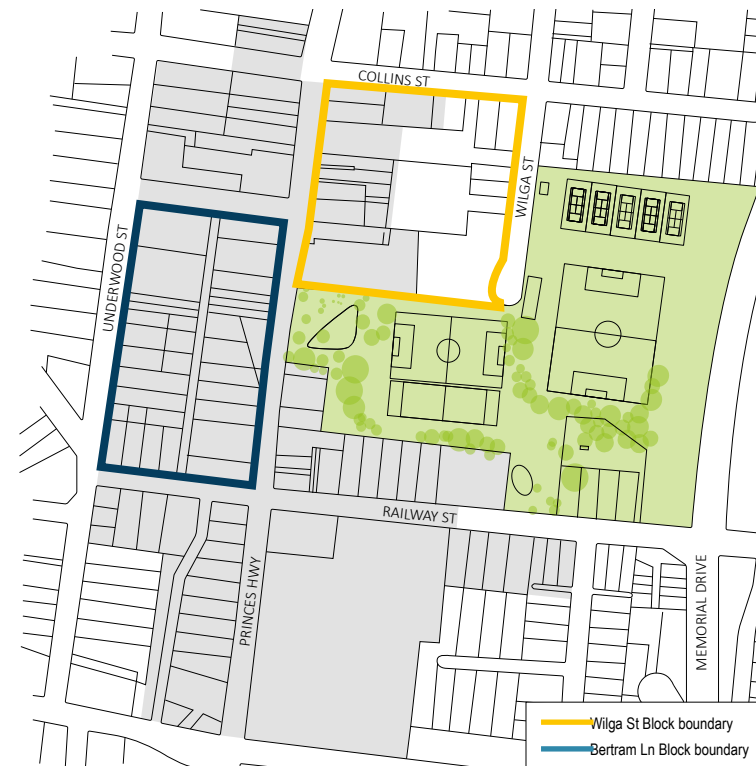 COLLINS ST
WILGA ST
UNDERWOOD ST
RAILWAY ST
PRINCES HWY
MEMORIAL DRIVE
Wilga St Block boundary
Bertram Ln Block boundary